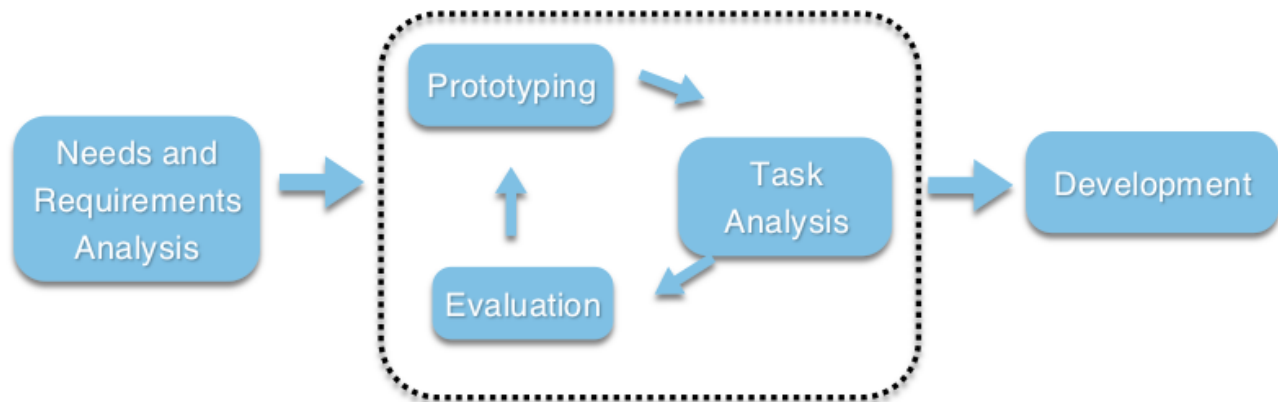 Needs and
Requirements
Analysis
Prototyping
Task
Analysis
Evaluation
Development